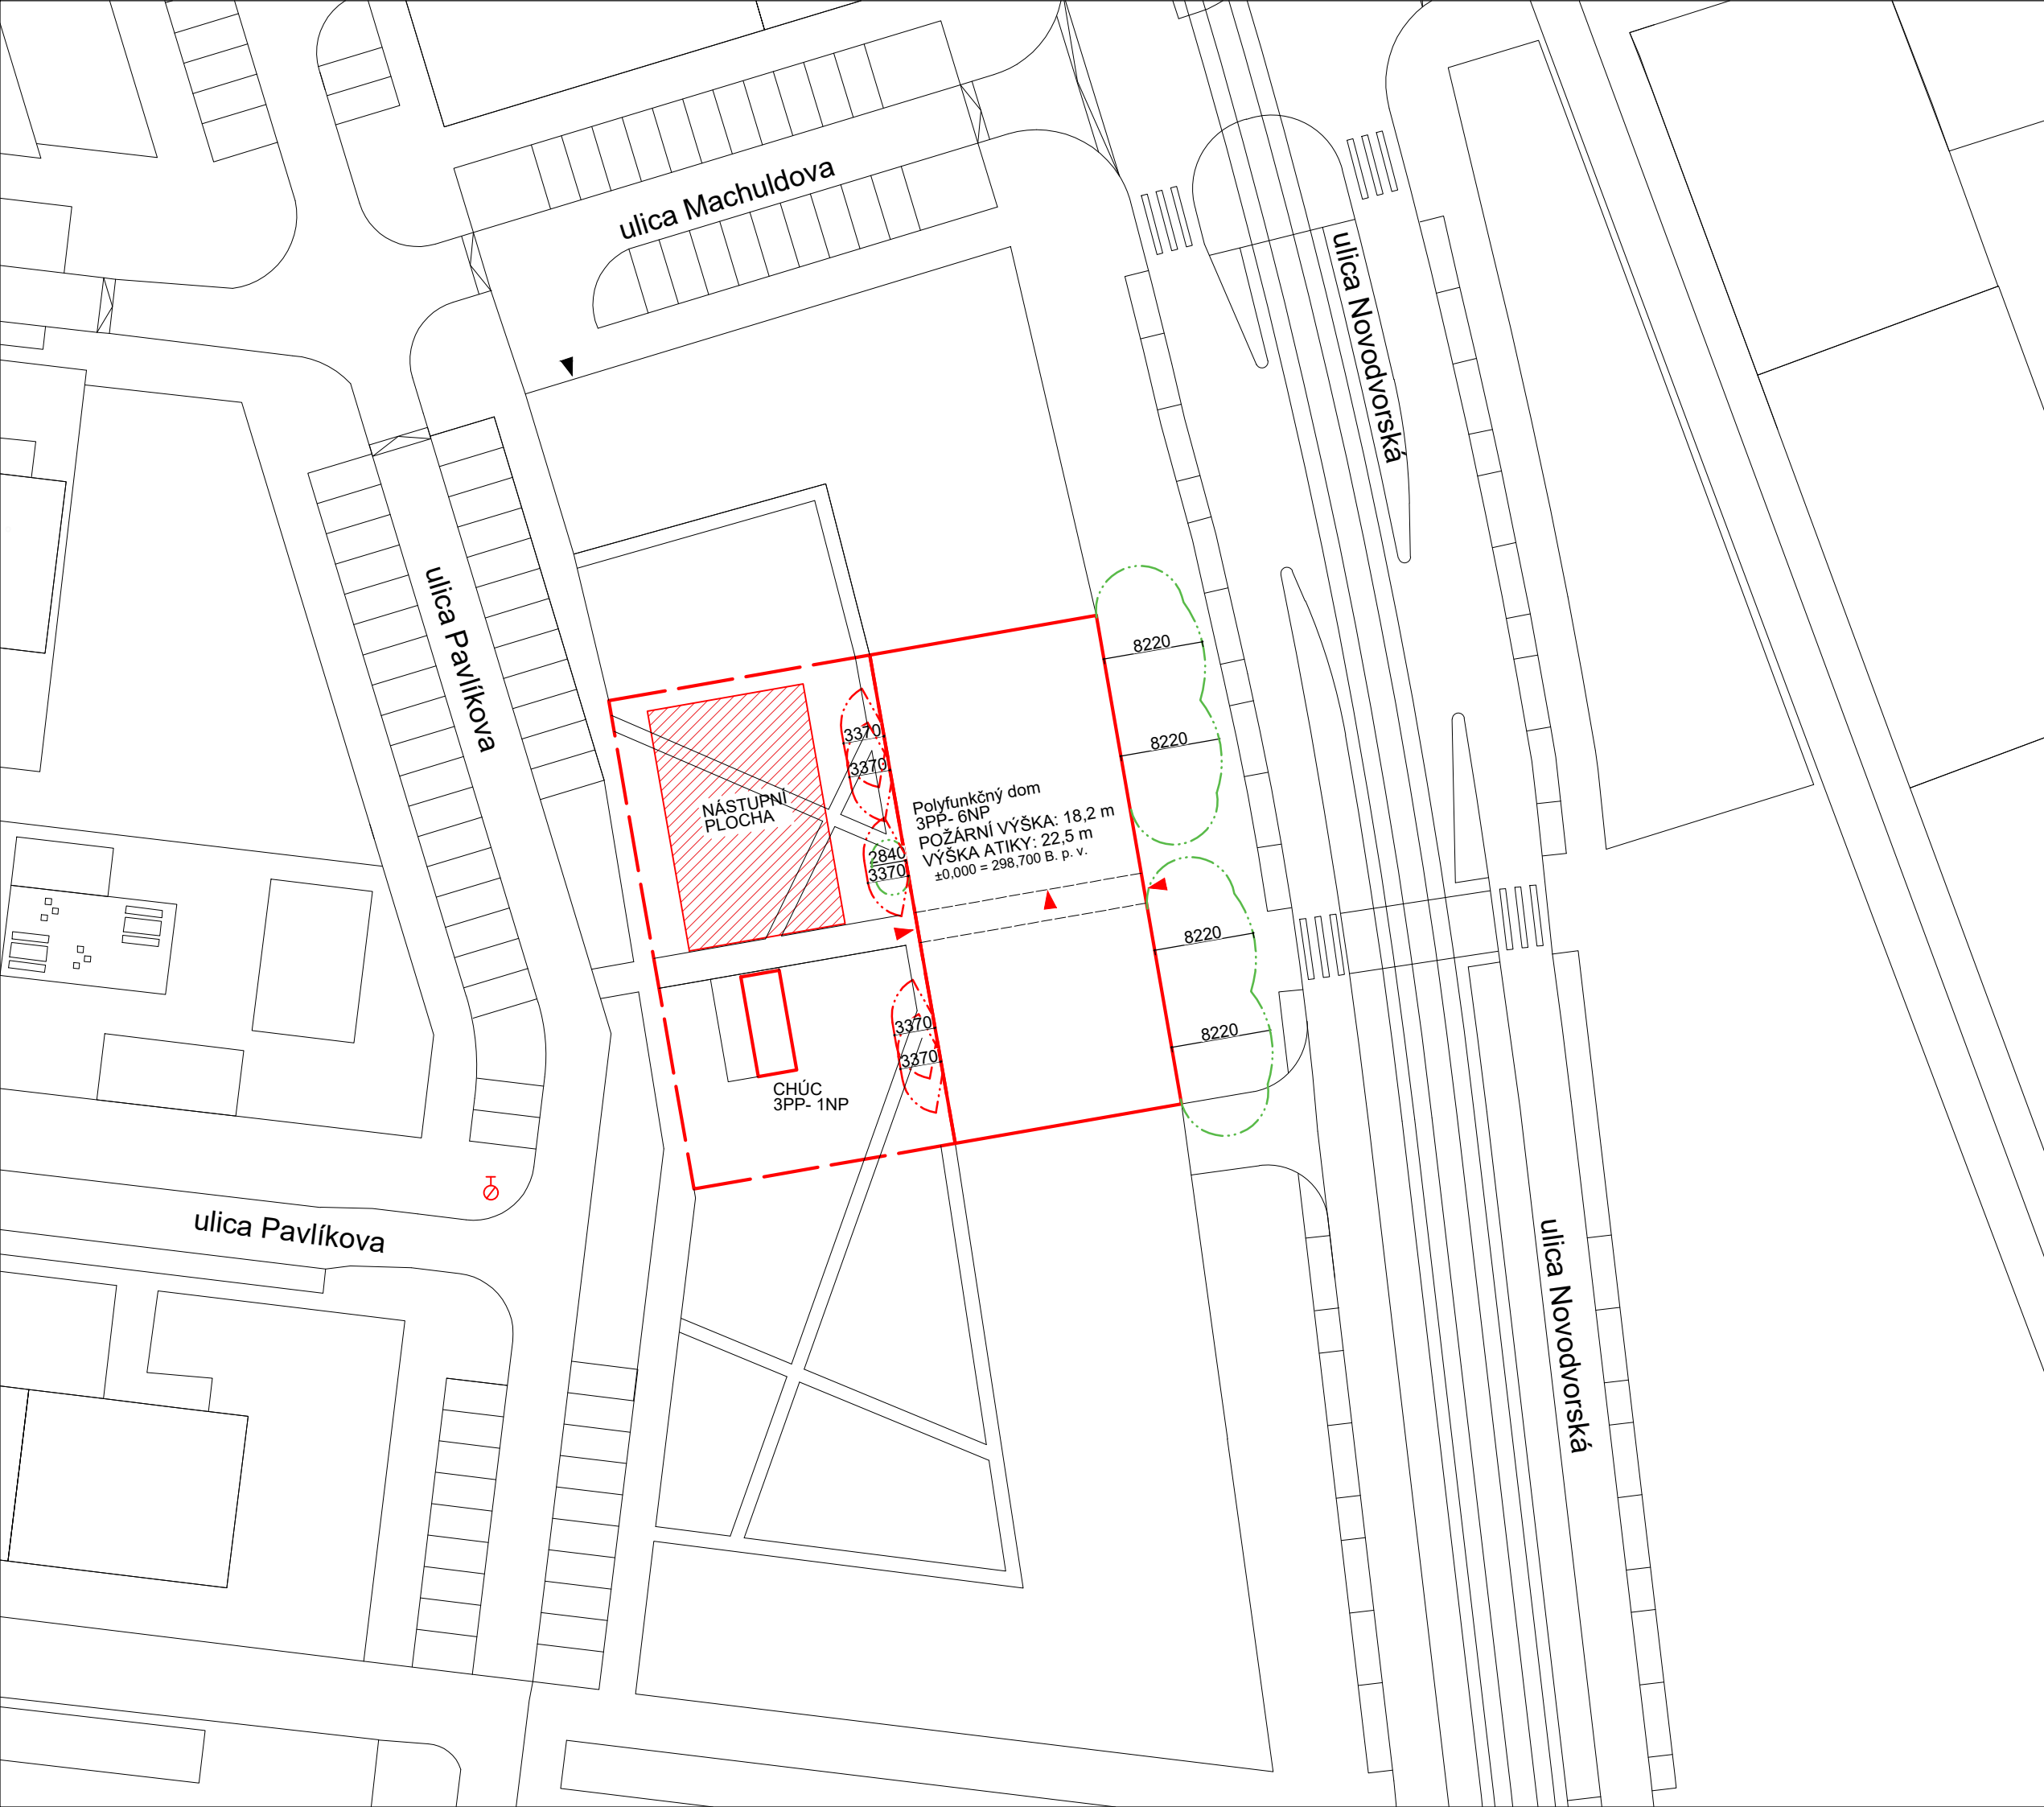 ulica Machuldova
ulica Novodvorská
ulica Pavlíkova
8220
8220
3370
3370
NÁSTUPNÍ
PLOCHA
Polyfunkčný dom
3PP- 6NP
POŽÁRNÍ VÝŠKA: 18,2 m
VÝŠKA ATIKY: 22,5 m
±0,000 = 298,700 B. p. v.
2840
3370
8220
8220
3370
3370
CHÚC
3PP- 1NP
ulica Pavlíkova
ulica Novodvorská